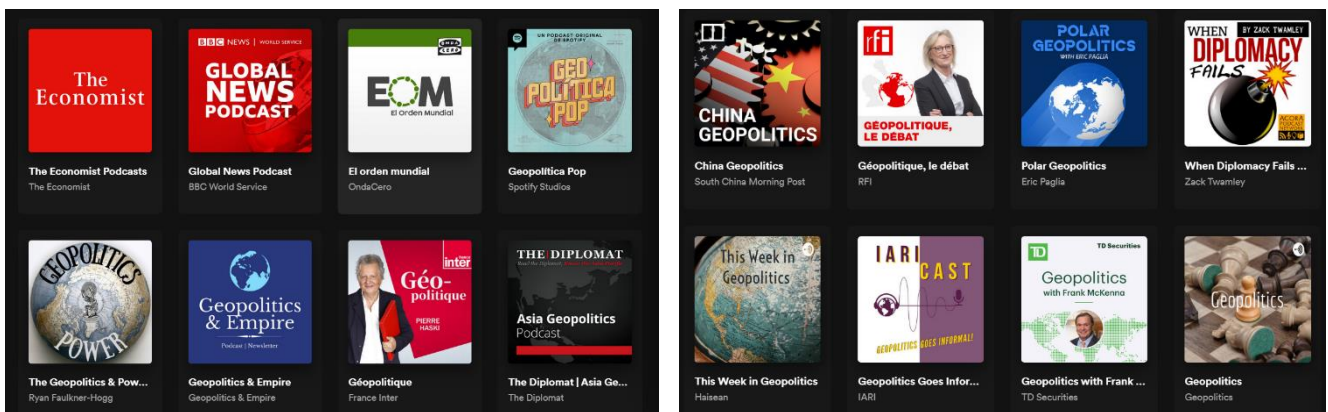 The
Economist
The Economist Podcasts
The Economist
BBC NEWS | WORLD SERVICE
GLOBAL
NEWS
PODCAST
Global News Podcast
BBC World Service
ONDA
CERO
EOM
El Orden Mundial
El orden mundial
OndaCero
UN PODCAST ORIGINAL
DE SPOTIFY
GEO
POLÍTICA
POP
Geopolítica Pop
Spotify Studios
GEOPOLITICS
&
POWER
The Geopolitics & Pow...
Ryan Faulkner-Hogg
Geopolitics
& Empire
Podcast | Newsletter
Geopolitics & Empire
Geopolitics & Empire
france
inter
Géo-
politique
PIERRE
HASKI
Géopolitique
France Inter
THE DIPLOMAT
Asia Geopolitics
Podcast
The Diplomat | Asia Ge...
The Diplomat
CHINA
GEOPOLITICS
China Geopolitics
South China Morning Post
rfi
GÉOPOLITIQUE,
LE DÉBAT
Géopolitique, le débat
RFI
POLAR
GEOPOLITICS
WITH ERIC PAGLIA
Polar Geopolitics
Eric Paglia
WHEN BY ZACK TWAMLEY
DIPLOMACY
FAILS
AGORA
PODCAST
NETWORK
When Diplomacy Fails ...
Zack Twamley
This Week in
Geopolitics
This Week in Geopolitics
Haisean
IARI
CAST
GEOPOLITICS GOES INFORMAL!
Geopolitics Goes Infor...
IARI
TD
TD Securities
Geopolitics
with Frank McKenna
Geopolitics with Frank ...
TD Securities
Geopolitics
Geopolitics
Geopolitics